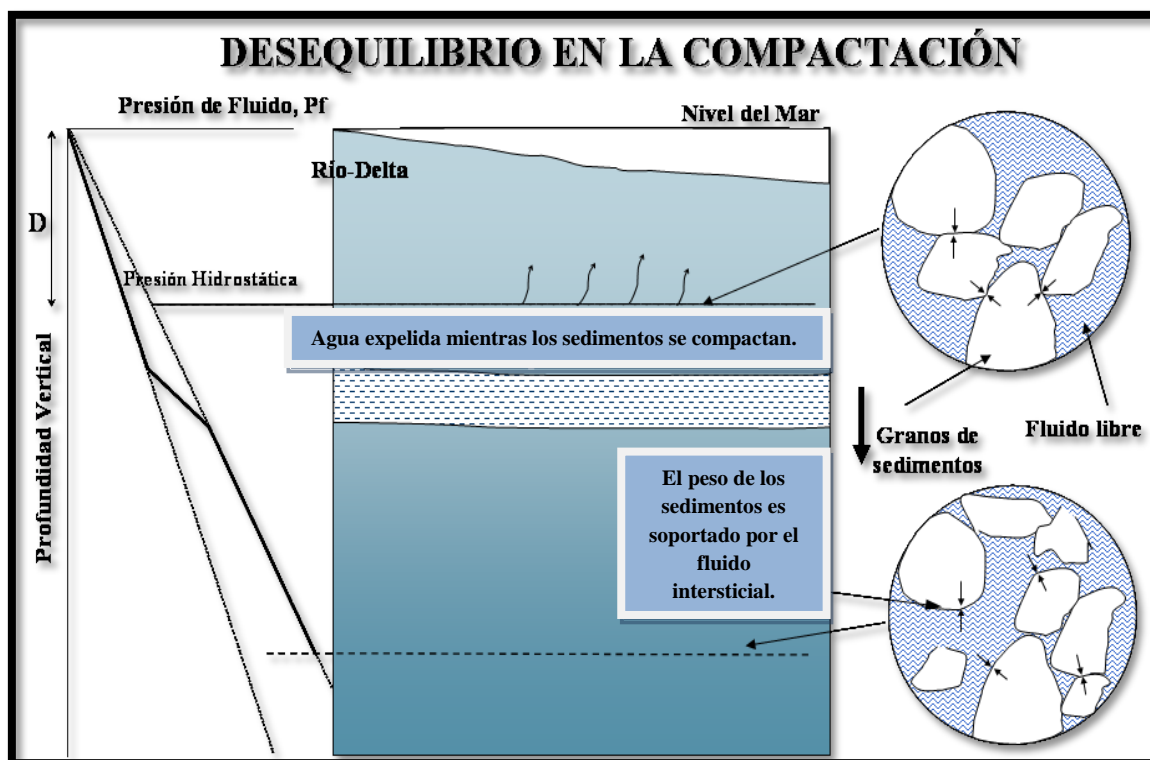 DESEQUILIBRIO EN LA COMPACTACIÓN
Presión de Fluido, Pf
Nivel del Mar
Río-Delta
D
Presión Hidrostática
Agua expelida mientras los sedimentos se compactan.
Profundidad Vertical
Granos de
sedimentos
Fluido libre
El peso de los
sedimentos es
soportado por el
fluido
intersticial.